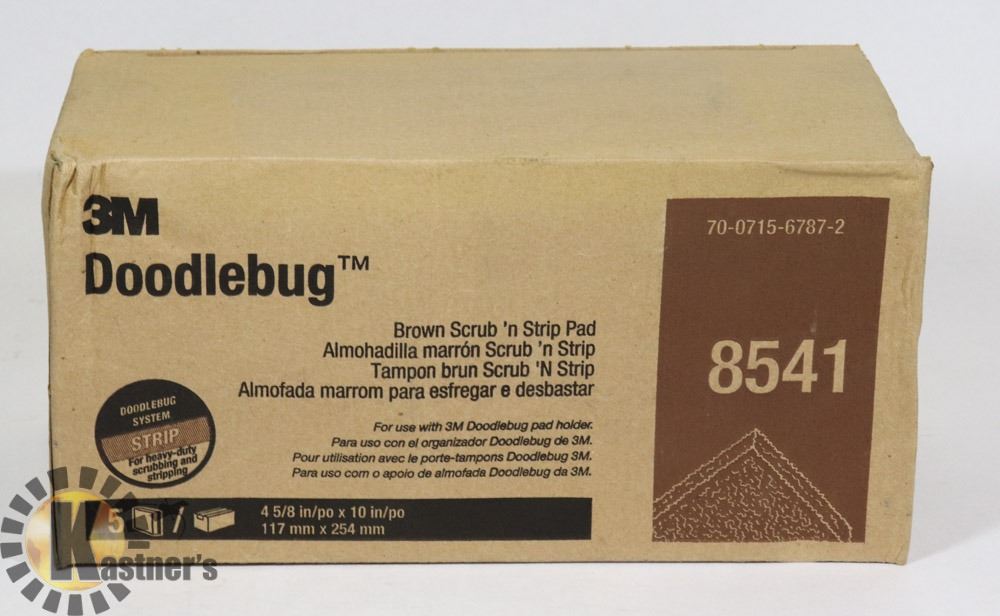 3M
Doodlebug™
Brown Scrub 'n Strip Pad
Almohadilla marrón Scrub 'n Strip
Tampon brun Scrub 'N Strip
Almofada marrom para esfregar e desbastar
For use with 3M Doodlebug pad holder.
Para uso con el organizador Doodlebug de 3M.
Pour utilisation avec le porte-tampons Doodlebug 3M.
Para uso com o apoio de almofada Doodlebug da 3M.
DOODLEBUG
SYSTEM
STRIP
For heavy-duty
scrubbing and
stripping
5
4 5/8 in/po x 10 in/po
117 mm x 254 mm
70-0715-6787-2
8541
Kastner's